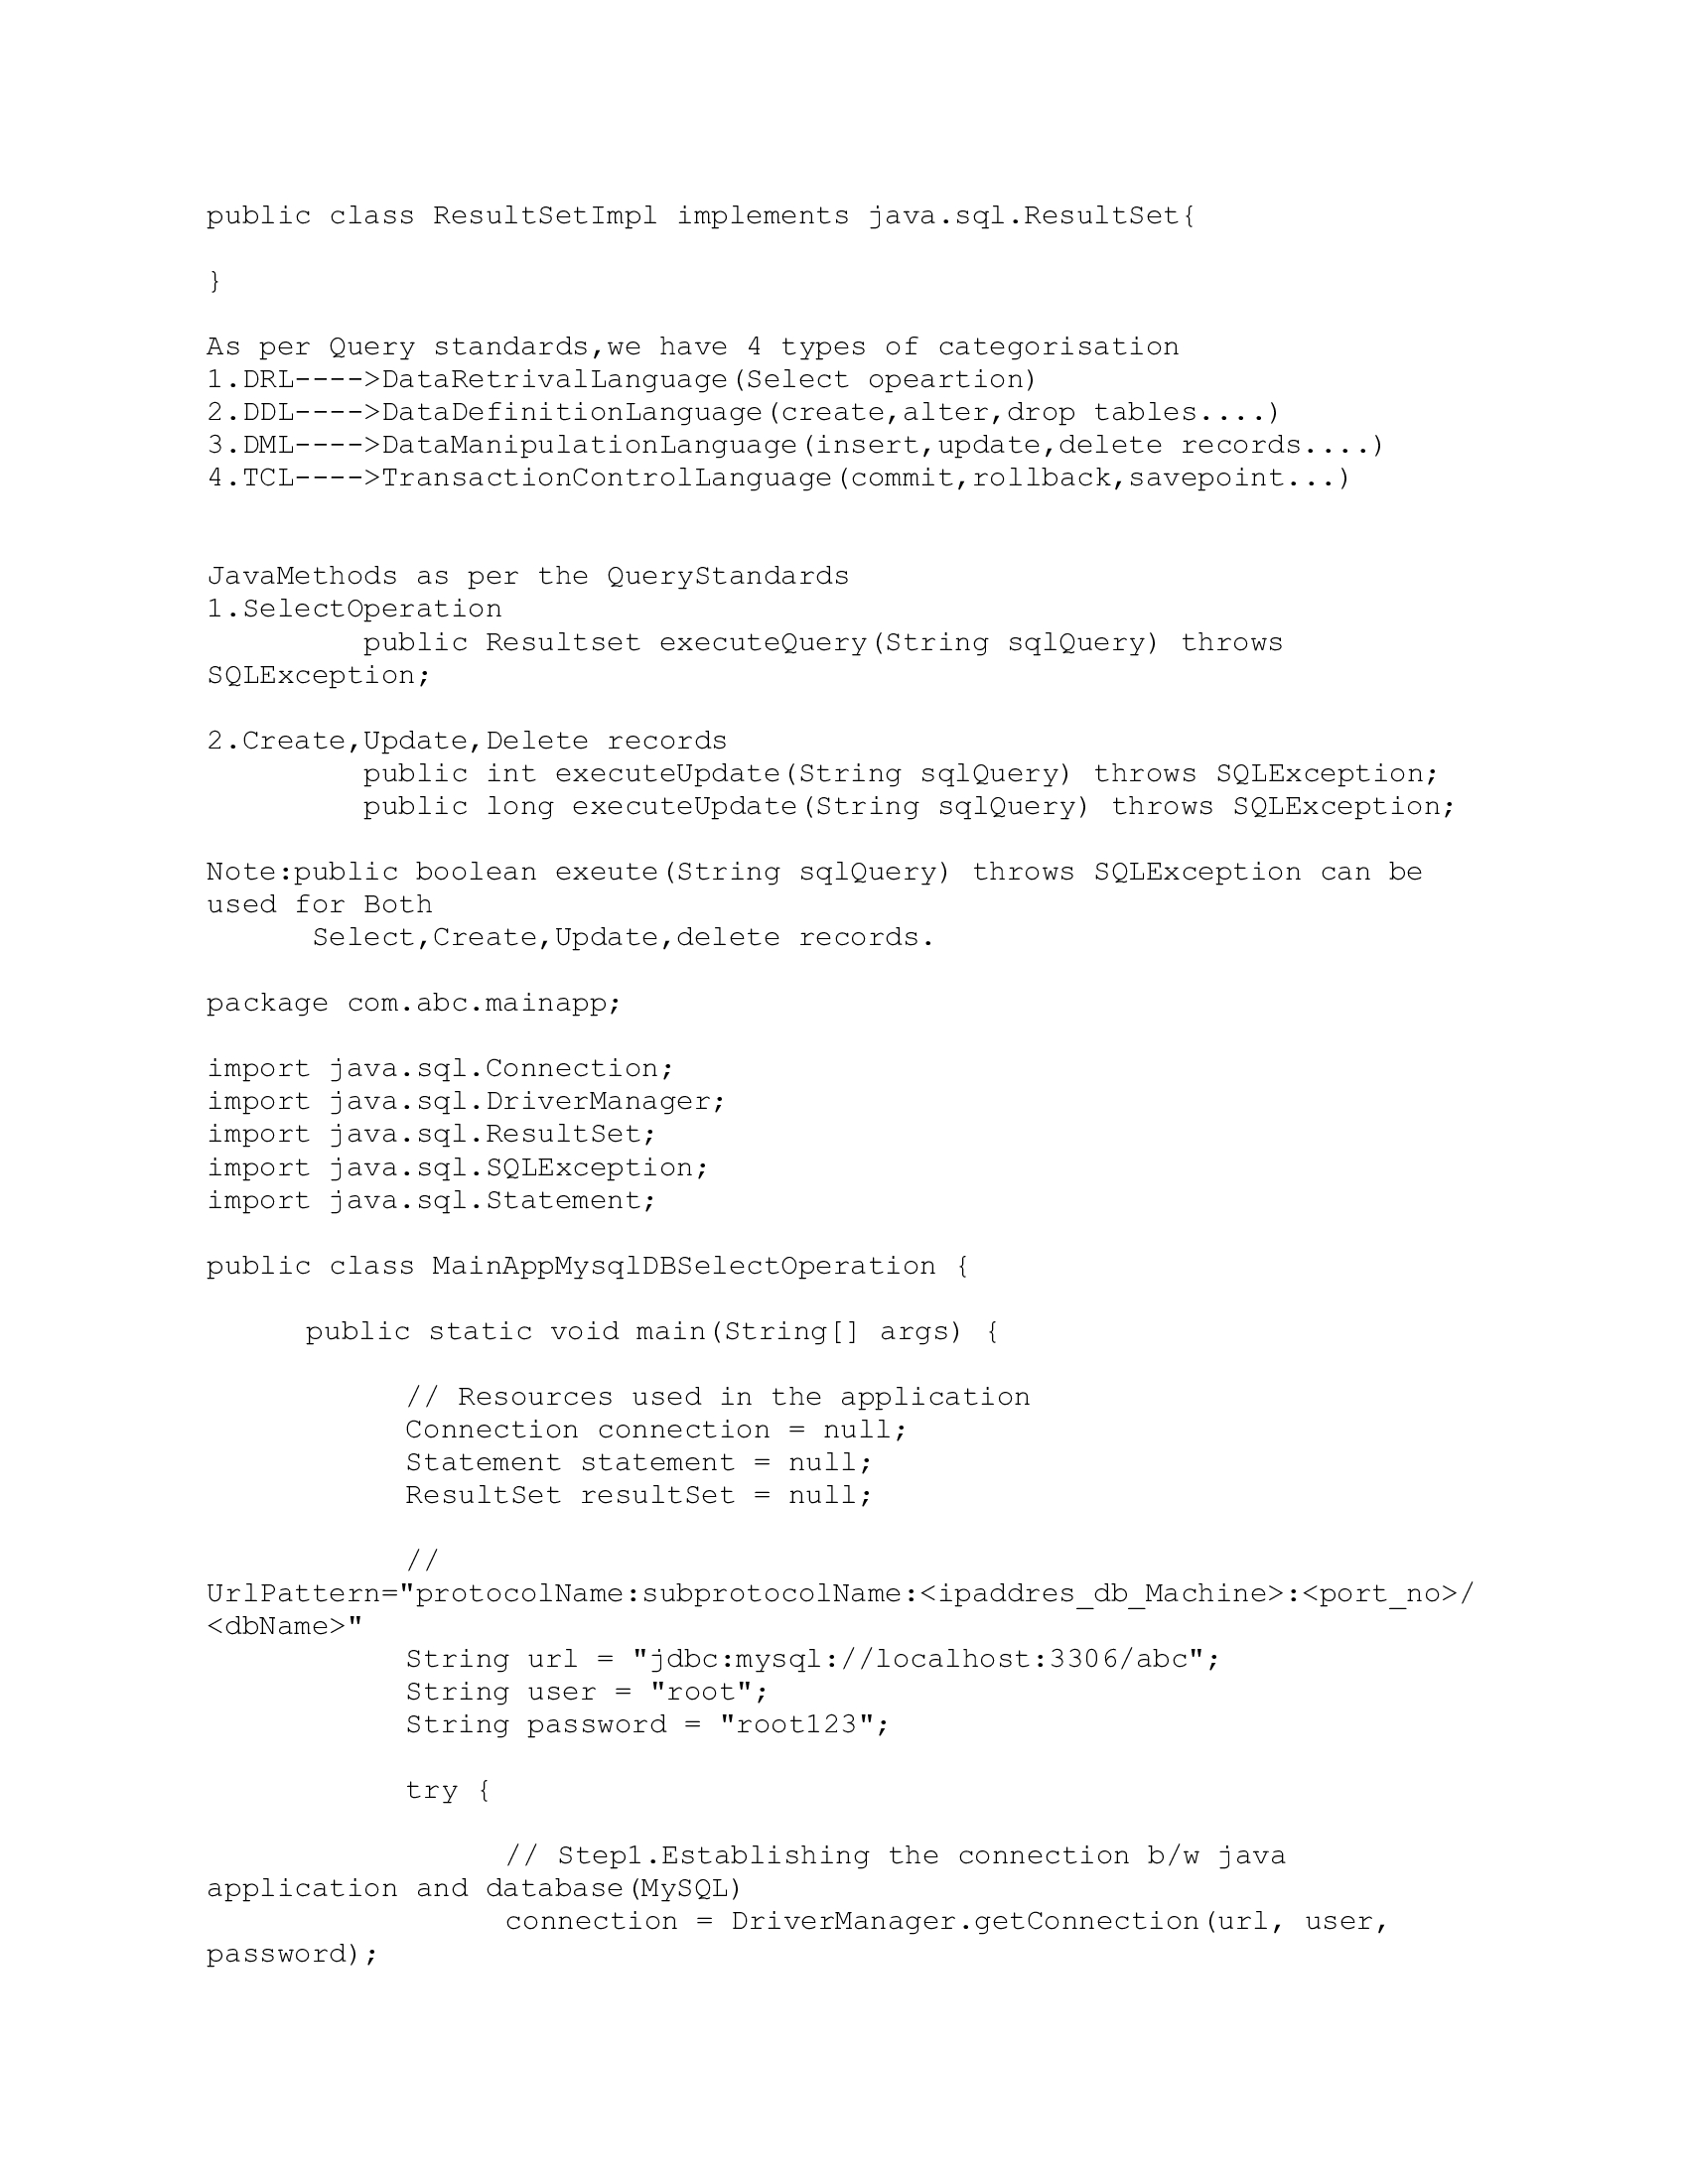 public class ResultSetImpl implements java.sql.ResultSet{
}
As per Query standards,we have 4 types of categorisation
1.DRL---->DataRetrivalLanguage(Select opeartion)
2.DDL---->DataDefinitionLanguage(create,alter,drop tables....)
3.DML---->DataManipulationLanguage(insert,update,delete records....)
4.TCL---->TransactionControlLanguage(commit,rollback,savepoint...)
JavaMethods as per the QueryStandards
1.SelectOperation
public Resultset executeQuery(String sqlQuery) throws
SQLException;
2.Create,Update,Delete records
public int executeUpdate(String sqlQuery) throws SQLException;
public long executeUpdate(String sqlQuery) throws SQLException;
Note:public boolean exeute(String sqlQuery) throws SQLException can be
used for Both
Select,Create,Update,delete records.
package com.abc.mainapp;
import java.sql.Connection;
import java.sql.DriverManager;
import java.sql.ResultSet;
import java.sql.SQLException;
import java.sql.Statement;
public class MainAppMysqlDBSelectOperation {
public static void main(String[] args) {
// Resources used in the application
Connection connection = null;
Statement statement = null;
ResultSet resultSet = null;
//
UrlPattern="protocolName:subprotocolName:<ipaddres_db_Machine>:<port_no>/
<dbName>"
String url = "jdbc:mysql://localhost:3306/abc";
String user = "root";
String password = "root123";
try {
// Step1.Establishing the connection b/w java
application and database(MySQL)
connection = DriverManager.getConnection(url, user,
password);